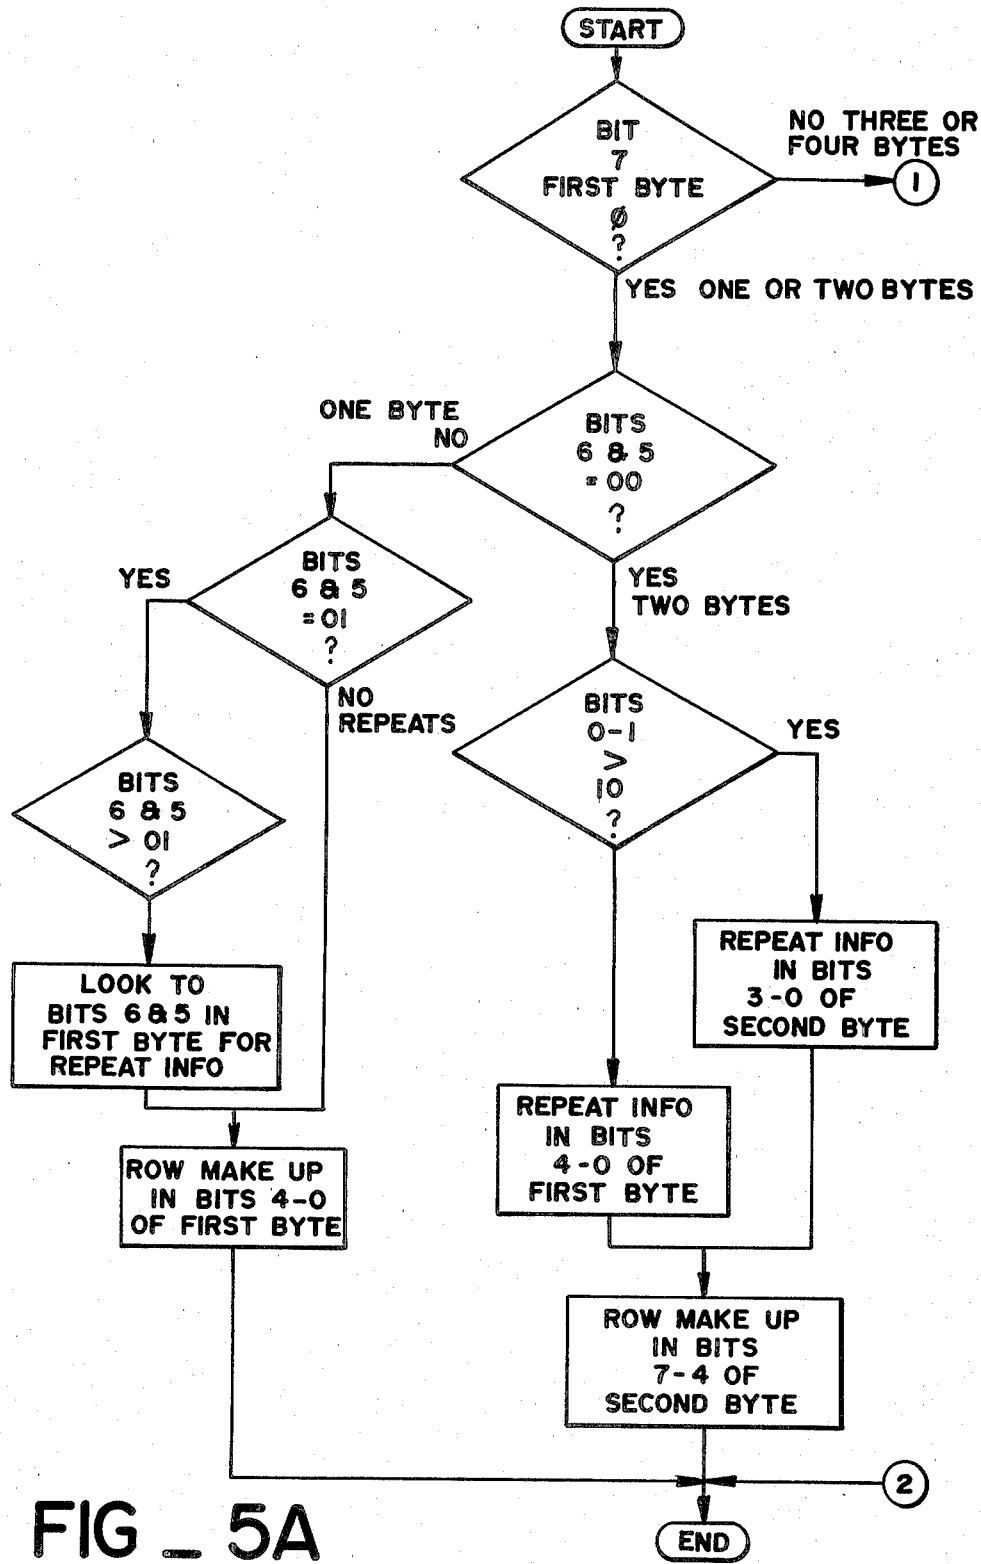 START
BIT
7
FIRST BYTE
Ø
?
NO THREE OR
FOUR BYTES
1
YES ONE OR TWO BYTES
ONE BYTE
NO
BITS
6 & 5
= 00
?
YES
TWO BYTES
YES
BITS
6 & 5
= 01
?
NO
REPEATS
BITS
0-1
>
10
?
YES
BITS
6 & 5
> 01
?
REPEAT INFO
IN BITS
3-0 OF
SECOND BYTE
LOOK TO
BITS 6 & 5 IN
FIRST BYTE FOR
REPEAT INFO
REPEAT INFO
IN BITS
4-0 OF
FIRST BYTE
ROW MAKE UP
IN BITS 4-0
OF FIRST BYTE
ROW MAKE UP
IN BITS
7-4 OF
SECOND BYTE
2
END
FIG _ 5A